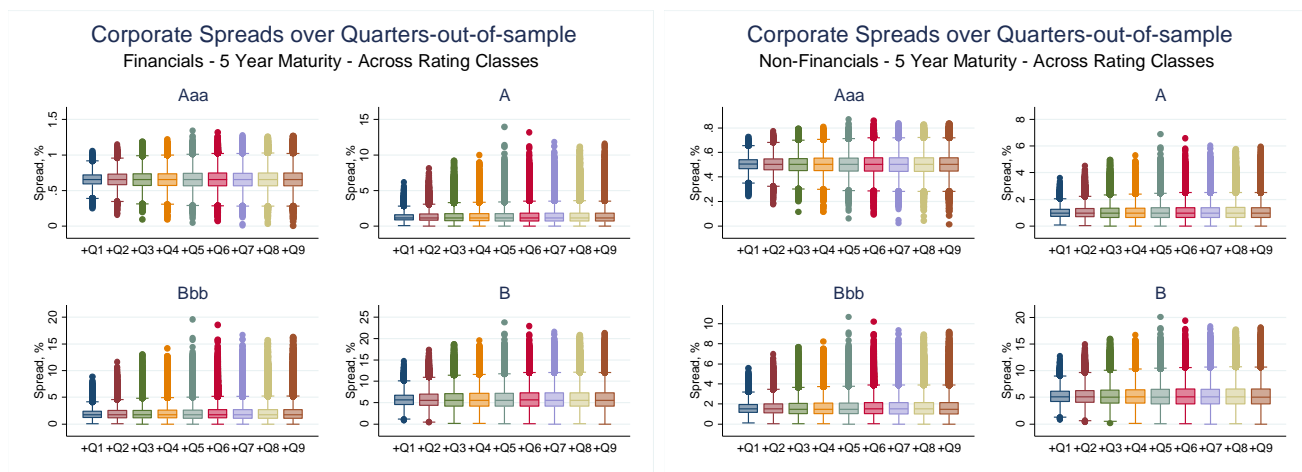 Corporate Spreads over Quarters-out-of-sample
Financials - 5 Year Maturity - Across Rating Classes
Aaa
Spread, %
1.5
1
.5
0
+Q1 +Q2 +Q3 +Q4 +Q5 +Q6 +Q7 +Q8 +Q9
A
Spread, %
15
10
5
0
+Q1 +Q2 +Q3 +Q4 +Q5 +Q6 +Q7 +Q8 +Q9
Bbb
Spread, %
20
15
10
5
0
+Q1 +Q2 +Q3 +Q4 +Q5 +Q6 +Q7 +Q8 +Q9
B
Spread, %
25
20
15
10
5
0
+Q1 +Q2 +Q3 +Q4 +Q5 +Q6 +Q7 +Q8 +Q9
Corporate Spreads over Quarters-out-of-sample
Non-Financials - 5 Year Maturity - Across Rating Classes
Aaa
Spread, %
.8
.6
.4
.2
0
+Q1 +Q2 +Q3 +Q4 +Q5 +Q6 +Q7 +Q8 +Q9
A
Spread, %
8
6
4
2
0
+Q1 +Q2 +Q3 +Q4 +Q5 +Q6 +Q7 +Q8 +Q9
Bbb
Spread, %
10
8
6
4
2
0
+Q1 +Q2 +Q3 +Q4 +Q5 +Q6 +Q7 +Q8 +Q9
B
Spread, %
20
15
10
5
0
+Q1 +Q2 +Q3 +Q4 +Q5 +Q6 +Q7 +Q8 +Q9